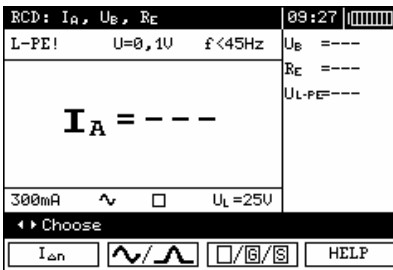 RCD: IA, UB, RE 09:27
L-PE! U=0,1V f<45Hz
UB =---
RE =---
UL-PE=---
IA = ---
300mA UL=25V
Choose
IΔn
/
/G/S
HELP